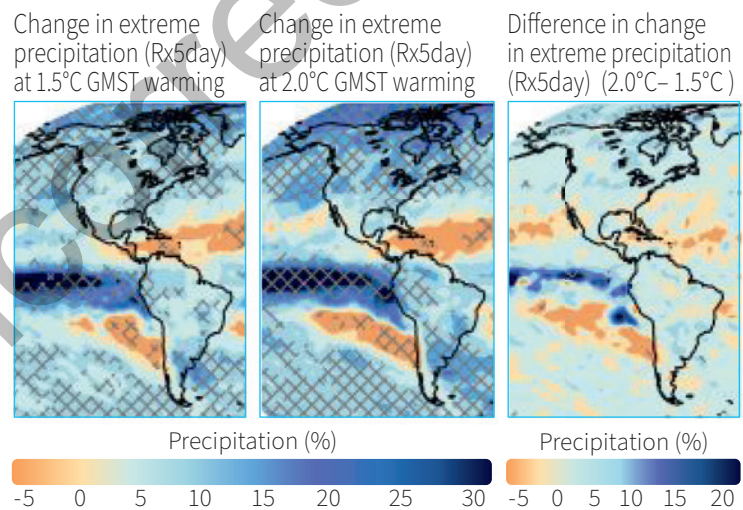 Change in extreme
precipitation (Rx5day)
at 1.5°C GMST warming
Change in extreme
precipitation (Rx5day)
at 2.0°C GMST warming
Difference in change
in extreme precipitation
(Rx5day) (2.0°C– 1.5°C )
Precipitation (%)
-5 0 5 10 15 20 25 30
Precipitation (%)
-5 0 5 10 15 20